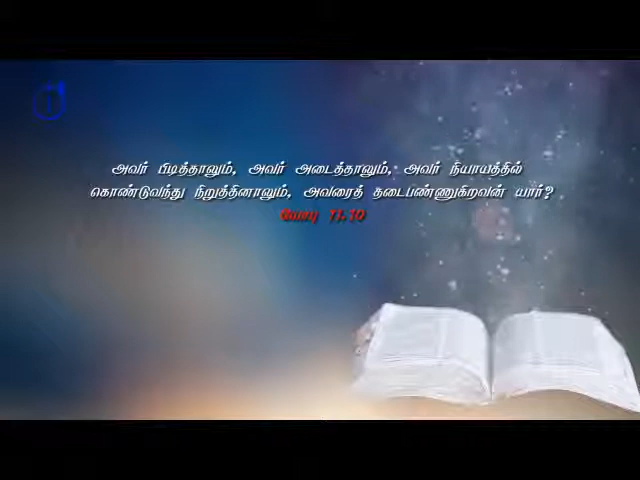 அவர் பிடித்தாலும், அவர் அடைத்தாலும், அவர் நியாயத்தில்
கொண்டுவந்து நிறுத்தினாலும், அவரைத் தடைபண்ணுகிறவன் யார்?
யோபு 11:10